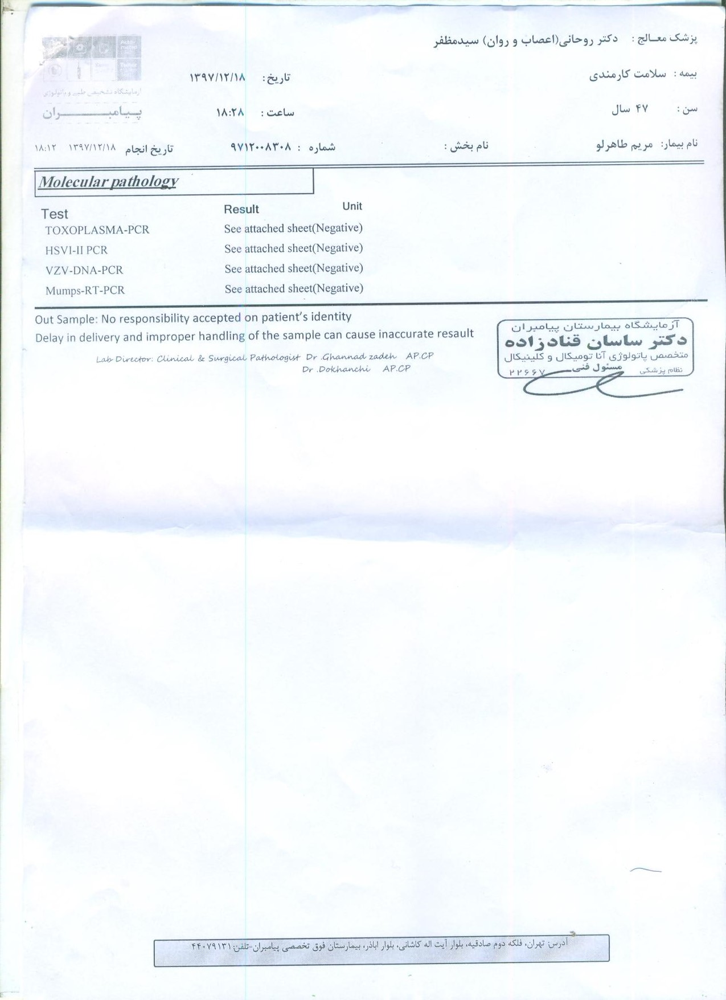 پزشک معالج : دکتر روحانی(اعصاب و روان) سیدمظفر
بیمه : سلامت کارمندی
تاریخ: ۱۳۹۷/۱۲/۱۸
آزمایشگاه تشخیص طبی و پاتولوژی
پیامبران
سن : ۴۷ سال
ساعت : ۱۸:۲۸
نام بیمار: مریم طاهرلو
نام بخش :
شماره : ۹۷۱۲۰۰۸۳۰۸
تاریخ انجام ۱۳۹۷/۱۲/۱۸ ۱۸:۱۲
Molecular pathology
Test Result Unit
TOXOPLASMA-PCR See attached sheet(Negative)
HSVI-II PCR See attached sheet(Negative)
VZV-DNA-PCR See attached sheet(Negative)
Mumps-RT-PCR See attached sheet(Negative)
Out Sample: No responsibility accepted on patient's identity
Delay in delivery and improper handling of the sample can cause inaccurate resault
Lab Director: Clinical & Surgical Pathologist Dr .Ghannad zadeh AP.CP
Dr .Dokhanchi AP.CP
آزمایشگاه بیمارستان پیامبران
دکتر ساسان قنادزاده
متخصص پاتولوژی آناتومیکال و کلینیکال
مسئول فنی
نظام پزشکی ۲۲۶۶۷
آدرس: تهران، فلکه دوم صادقیه، بلوار آیت اله کاشانی، بلوار اباذر، بیمارستان فوق تخصصی پیامبران-تلفن: ۴۴۰۷۹۱۳۱